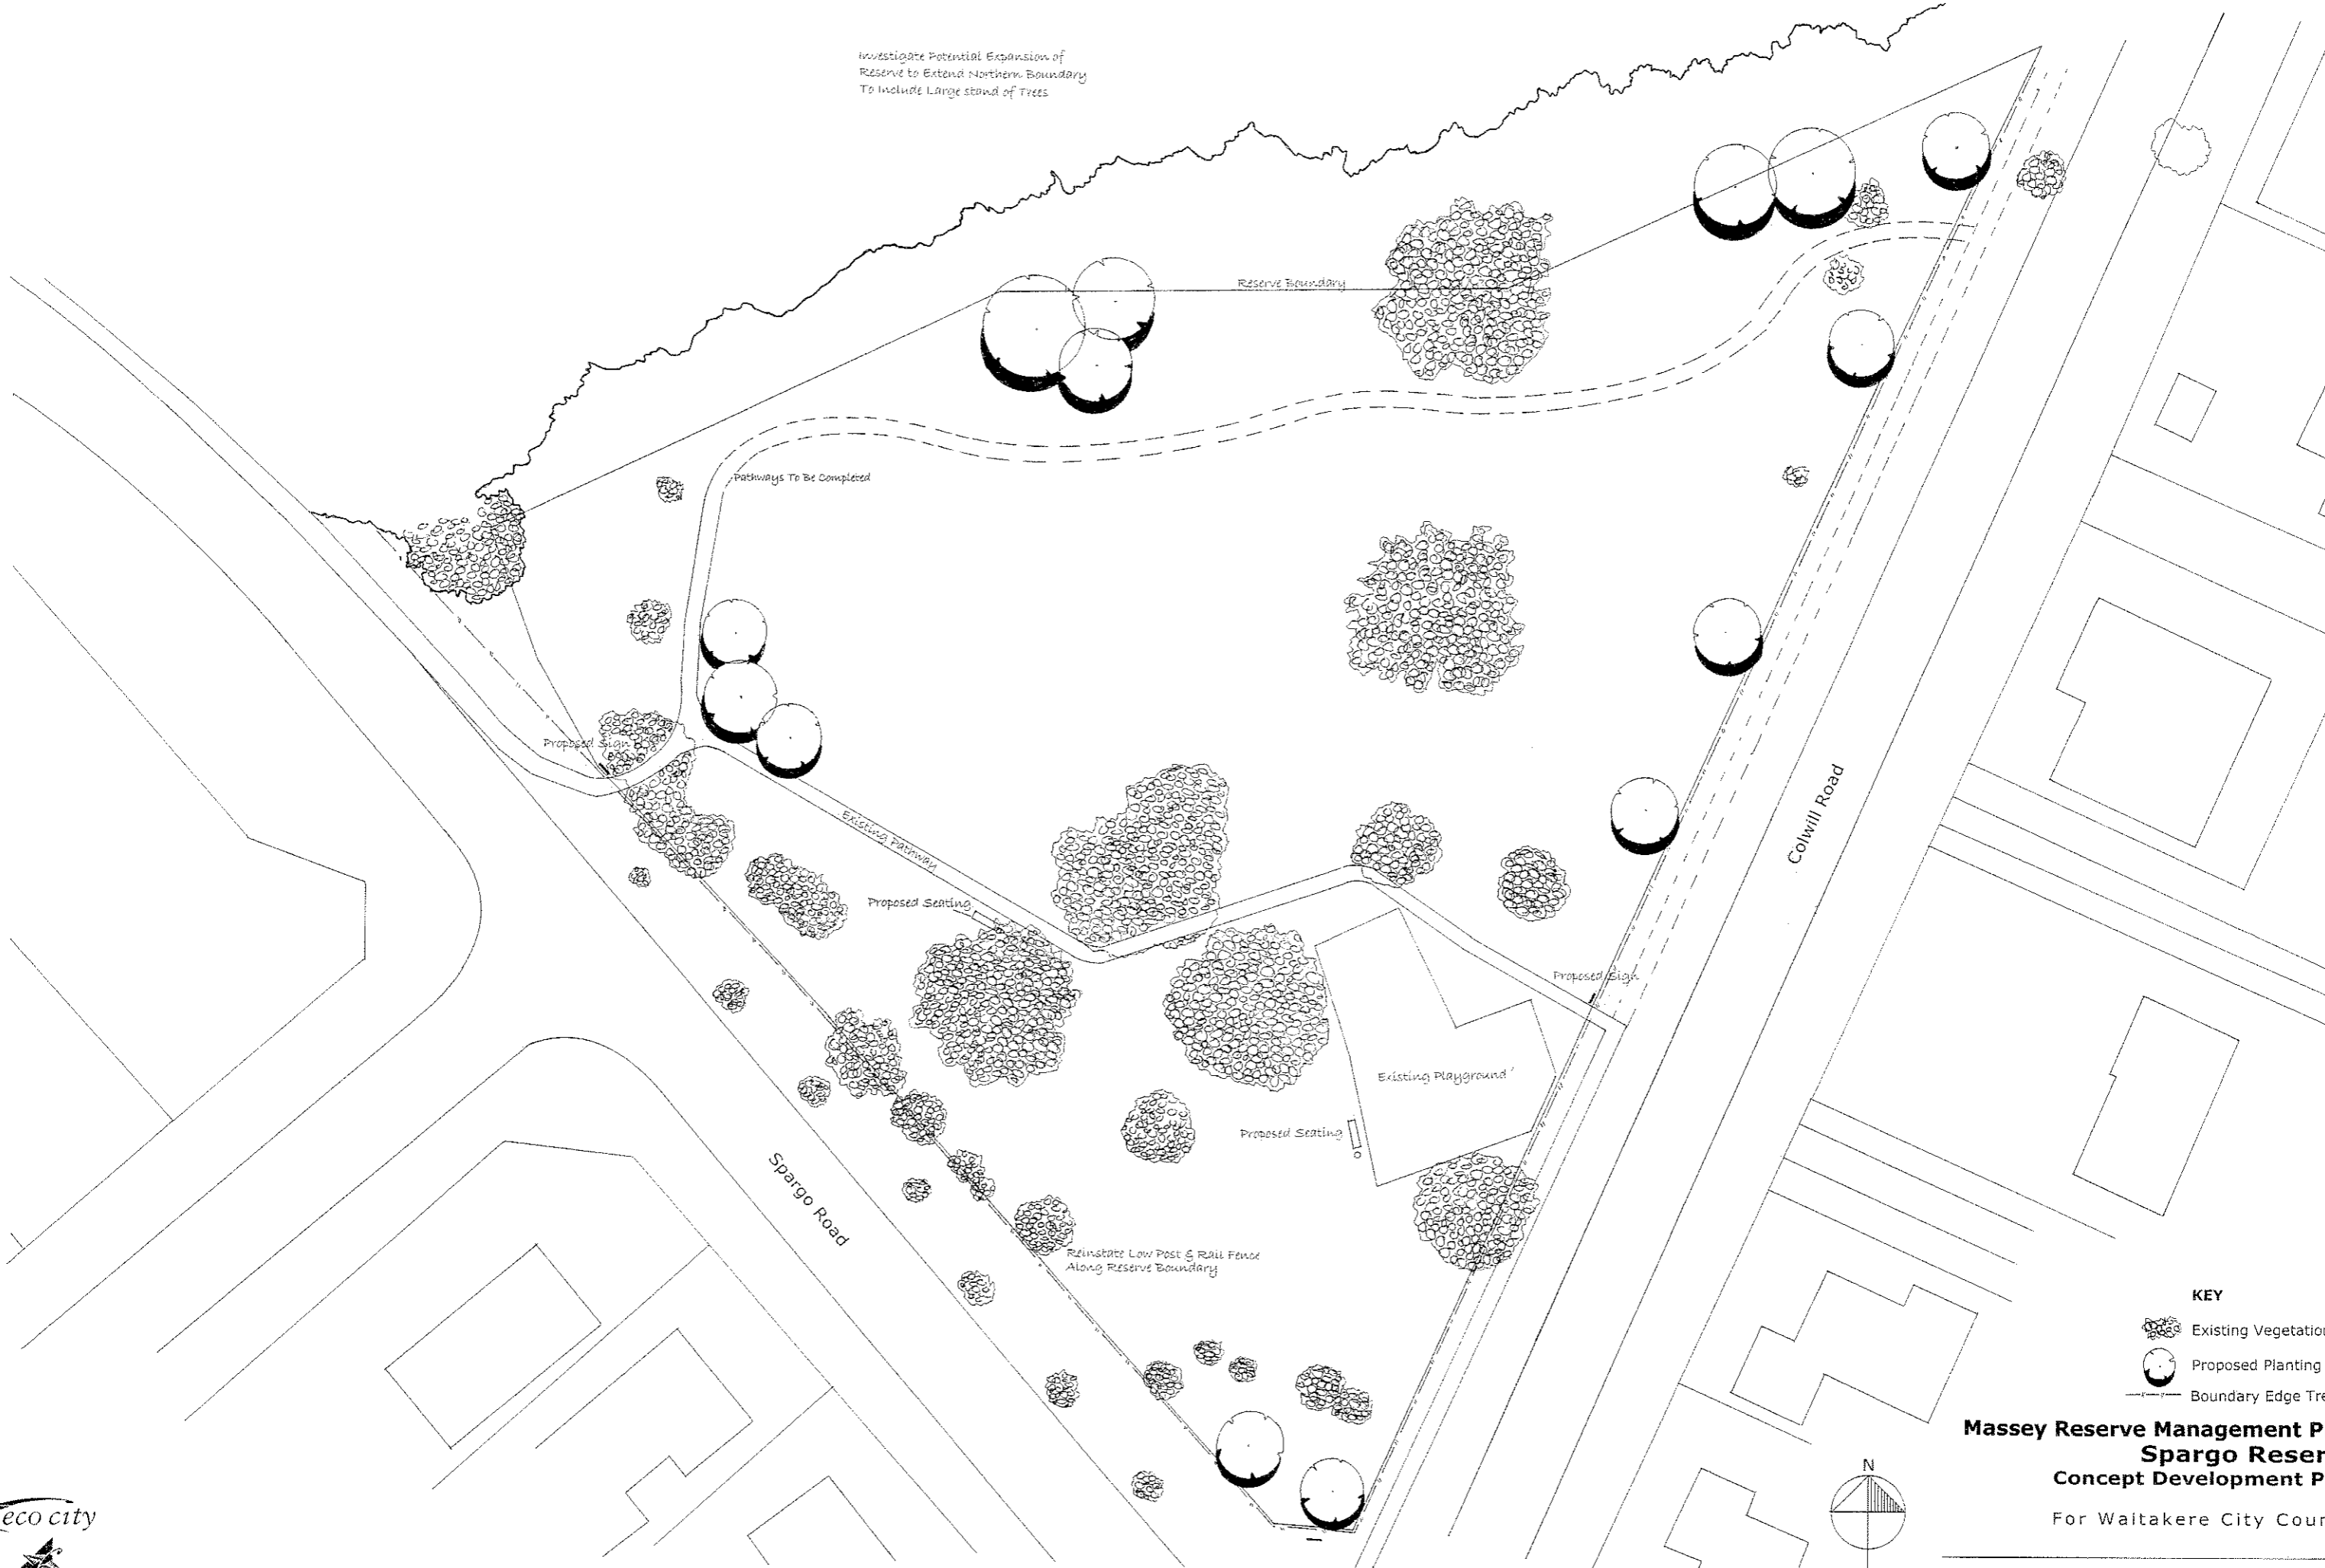 Investigate Potential Expansion of
Reserve to Extend Northern Boundary
To Include Large stand of Trees
Reserve Boundary
Pathways To Be Completed
Proposed Sign
Existing Pathway
Proposed Seating
Colwill Road
Proposed Sign
Existing Playground
Proposed Seating
Spargo Road
Reinstate Low Post & Rail Fence
Along Reserve Boundary
KEY
Existing Vegetatio
Proposed Planting
Boundary Edge Tre
Massey Reserve Management P
Spargo Reser
Concept Development P
For Waitakere City Cour
N
eco city